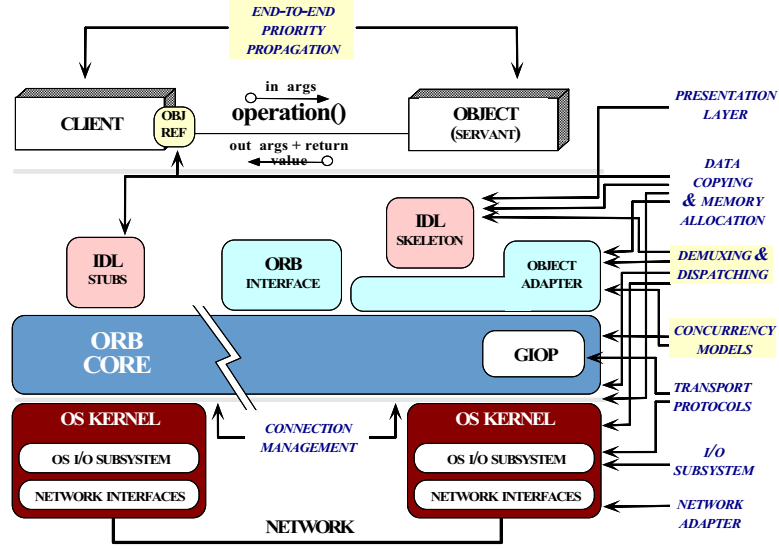 END-TO-END
PRIORITY
PROPAGATION
CLIENT
OBJ
REF
in args
operation()
out args + return
value
OBJECT
(SERVANT)
PRESENTATION
LAYER
DATA
COPYING
& MEMORY
ALLOCATION
IDL
STUBS
ORB
INTERFACE
IDL
SKELETON
OBJECT
ADAPTER
DEMUXING &
DISPATCHING
ORB
CORE
GIOP
CONCURRENCY
MODELS
TRANSPORT
PROTOCOLS
OS KERNEL
OS I/O SUBSYSTEM
NETWORK INTERFACES
CONNECTION
MANAGEMENT
OS KERNEL
OS I/O SUBSYSTEM
NETWORK INTERFACES
I/O
SUBSYSTEM
NETWORK
ADAPTER
NETWORK